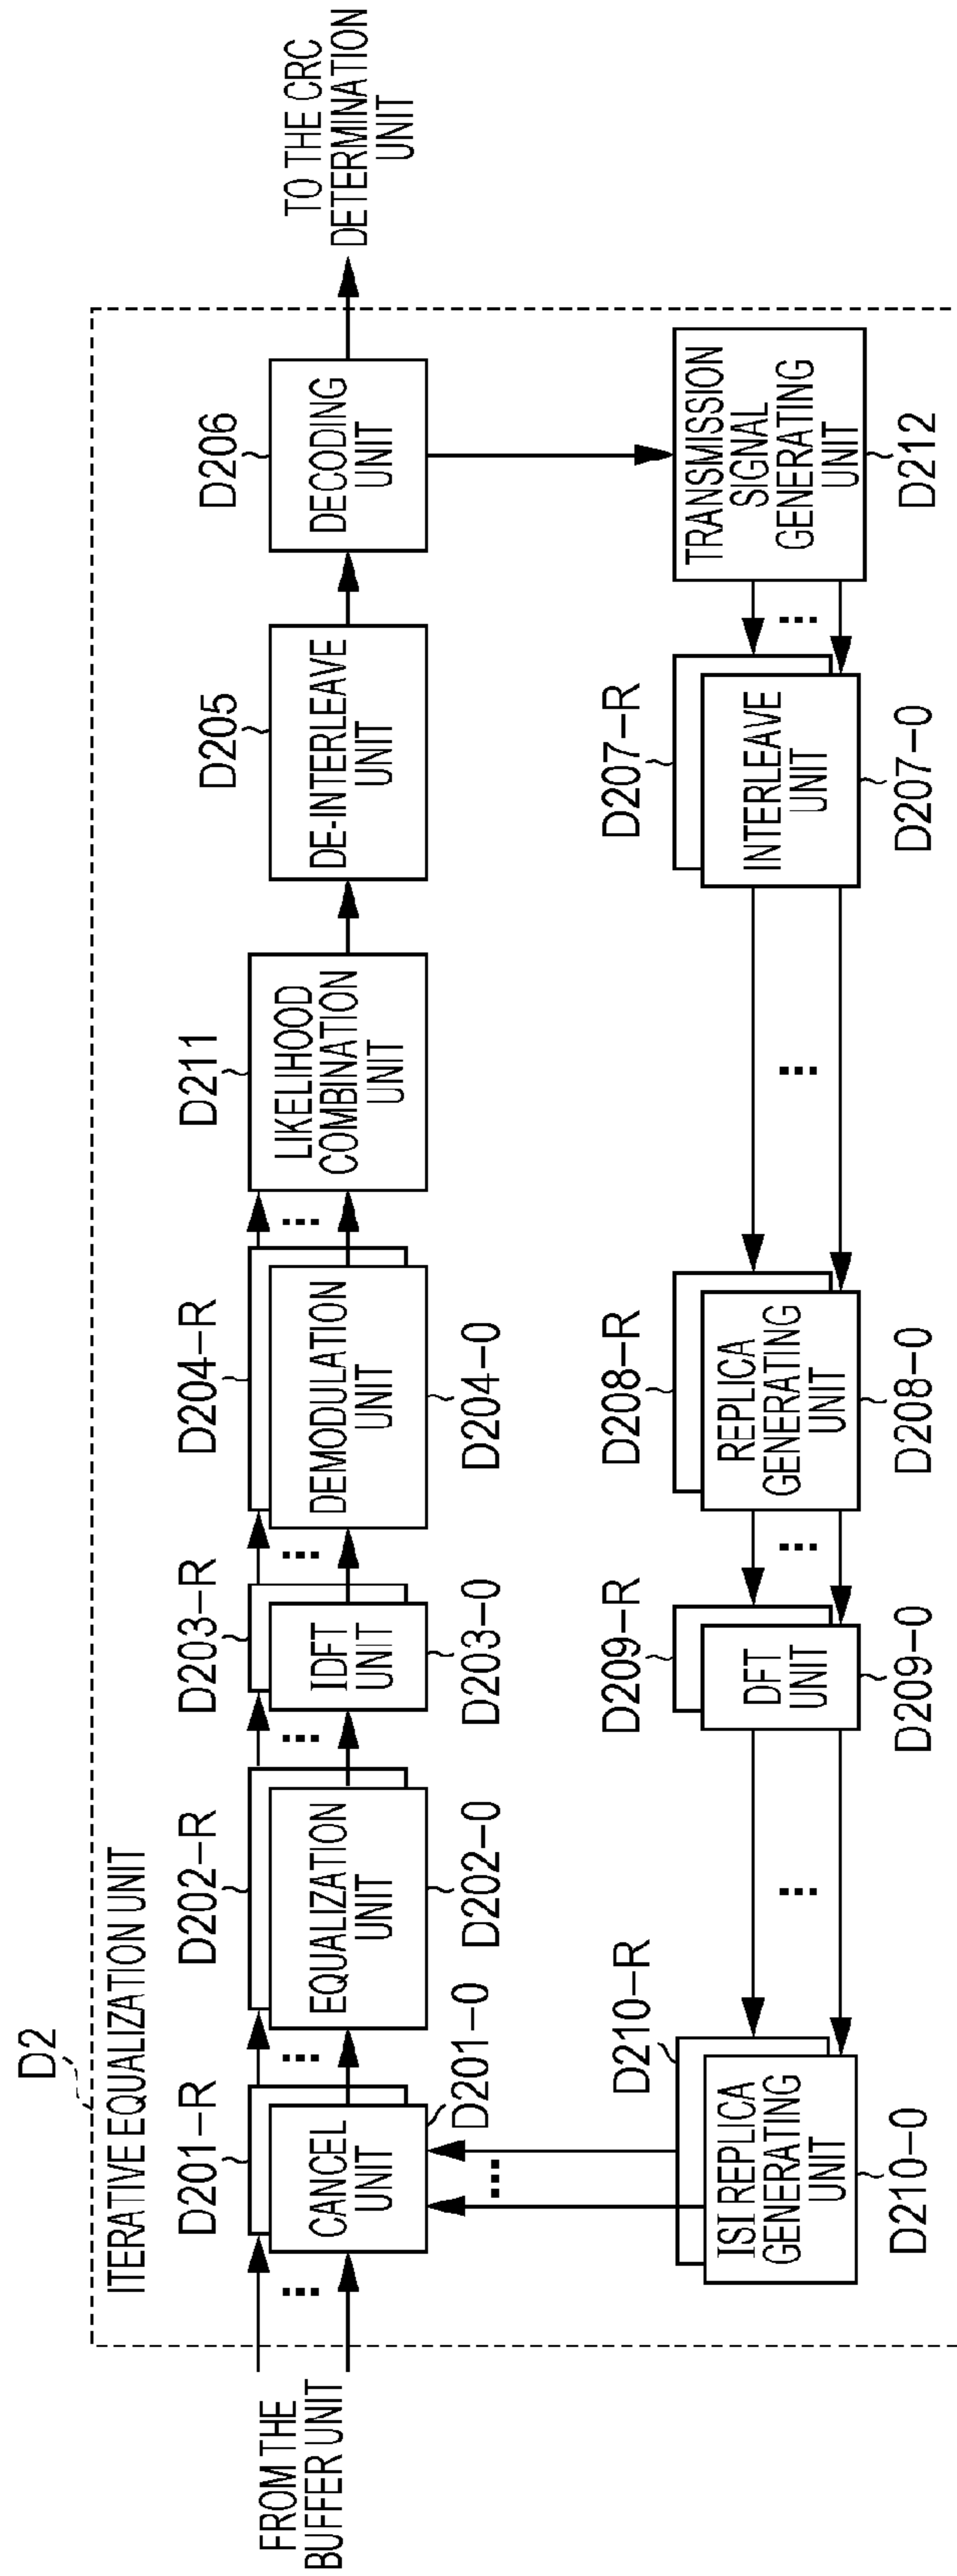 D2
ITERATIVE EQUALIZATION UNIT
FROM THE
BUFFER UNIT
D201-R
CANCEL
UNIT
D201-0
D202-R
EQUALIZATION
UNIT
D202-0
D203-R
IDFT
UNIT
D203-0
D204-R
DEMODULATION
UNIT
D204-0
D211
LIKELIHOOD
COMBINATION
UNIT
D205
DE-INTERLEAVE
UNIT
D206
DECODING
UNIT
TO THE CRC
DETERMINATION
UNIT
D210-R
ISI REPLICA
GENERATING
UNIT
D210-0
D209-R
DFT
UNIT
D209-0
D208-R
REPLICA
GENERATING
UNIT
D208-0
D207-R
INTERLEAVE
UNIT
D207-0
TRANSMISSION
SIGNAL
GENERATING
UNIT
D212